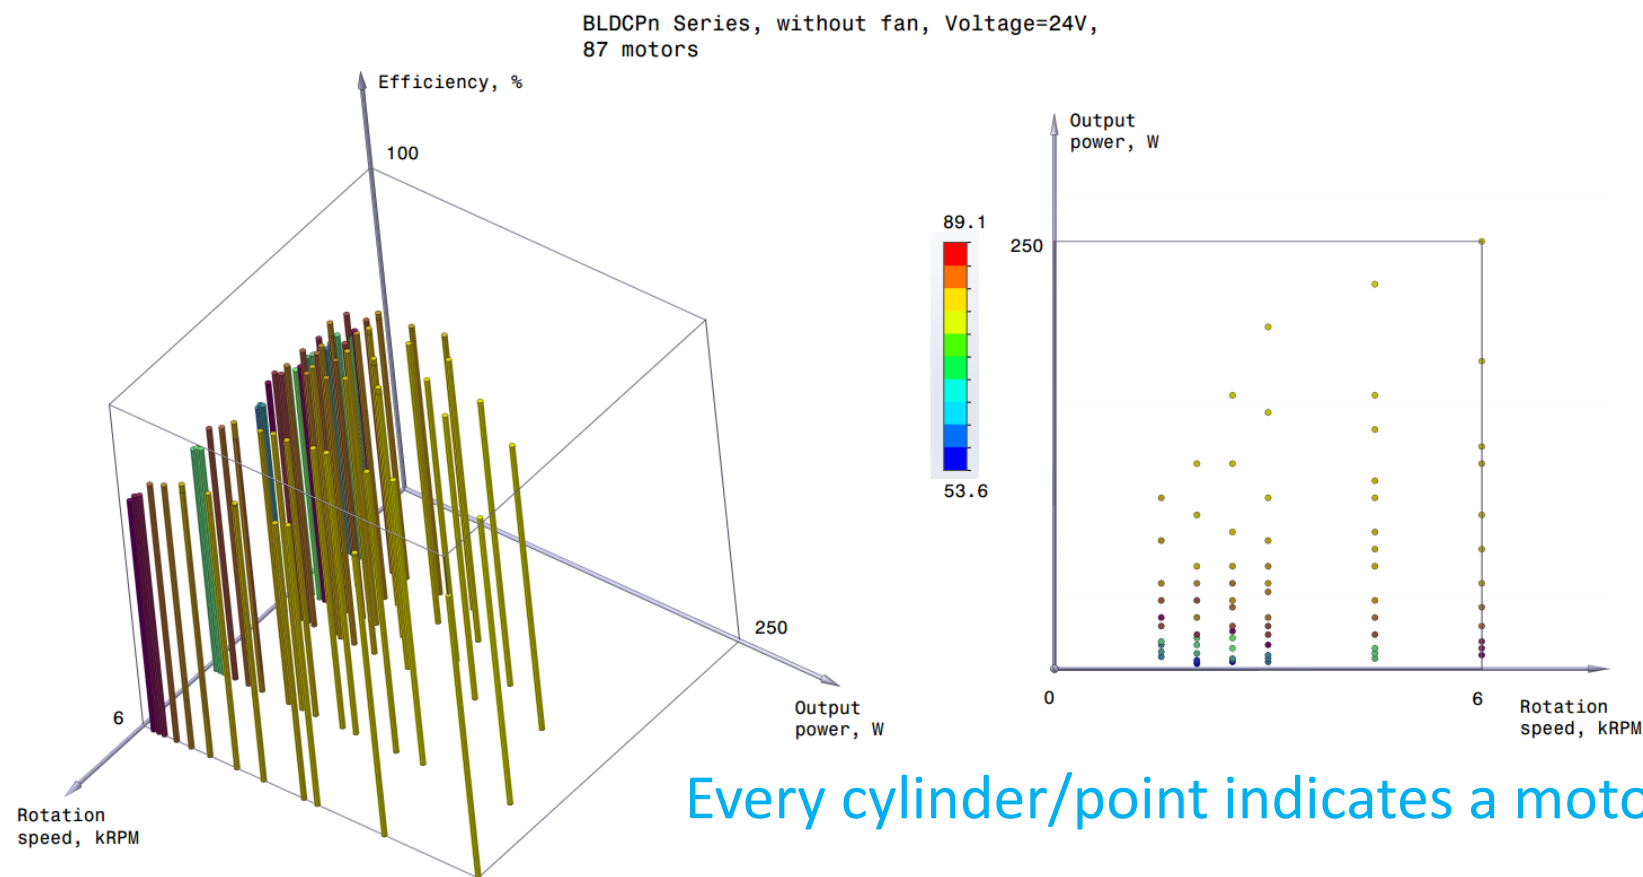 BLDCPn Series, without fan, Voltage=24V,
87 motors
Efficiency, %
100
250
6
Output
power, W
Rotation
speed, kRPM
Output
power, W
89.1
53.6
250
0
6
Rotation
speed, kRPM
Every cylinder/point indicates a moto